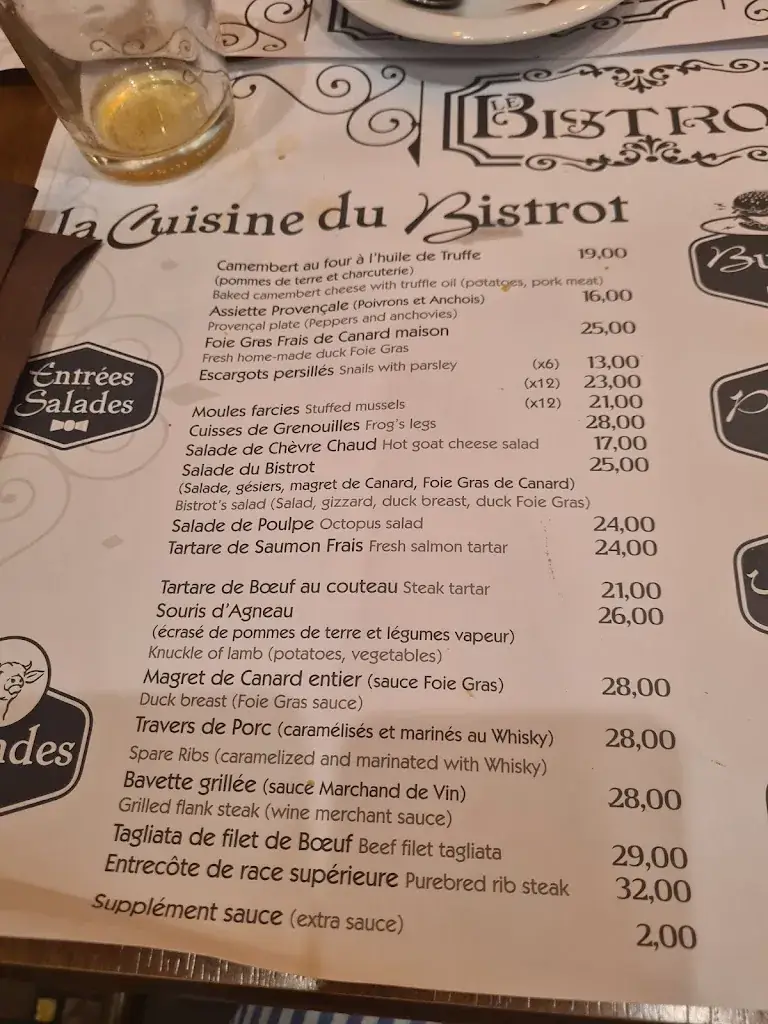 LE
BISTRO
la Cuisine du Bistrot
Entrées
Salades
Camembert au four à l'huile de Truffe 19,00
(pommes de terre et charcuterie)
Baked camembert cheese with truffle oil (potatoes, pork meat)
Assiette Provençale (Poivrons et Anchois) 16,00
Provençal plate (Peppers and anchovies)
Foie Gras Frais de Canard maison 25,00
Fresh home-made duck Foie Gras
Escargots persillés Snails with parsley (x6) 13,00
(x12) 23,00
Moules farcies Stuffed mussels (x12) 21,00
Cuisses de Grenouilles Frog's legs 28,00
Salade de Chèvre Chaud Hot goat cheese salad 17,00
Salade du Bistrot 25,00
(Salade, gésiers, magret de Canard, Foie Gras de Canard)
Bistrot's salad (Salad, gizzard, duck breast, duck Foie Gras)
Salade de Poulpe Octopus salad 24,00
Tartare de Saumon Frais Fresh salmon tartar 24,00
Tartare de Bœuf au couteau Steak tartar 21,00
Souris d'Agneau 26,00
(écrasé de pommes de terre et légumes vapeur)
Knuckle of lamb (potatoes, vegetables)
Magret de Canard entier (sauce Foie Gras) 28,00
Duck breast (Foie Gras sauce)
Travers de Porc (caramélisés et marinés au Whisky) 28,00
Spare Ribs (caramelized and marinated with Whisky)
Bavette grillée (sauce Marchand de Vin) 28,00
Grilled flank steak (wine merchant sauce)
Tagliata de filet de Bœuf Beef filet tagliata 29,00
Entrecôte de race supérieure Purebred rib steak 32,00
Supplément sauce (extra sauce) 2,00
ndes
Bu
P